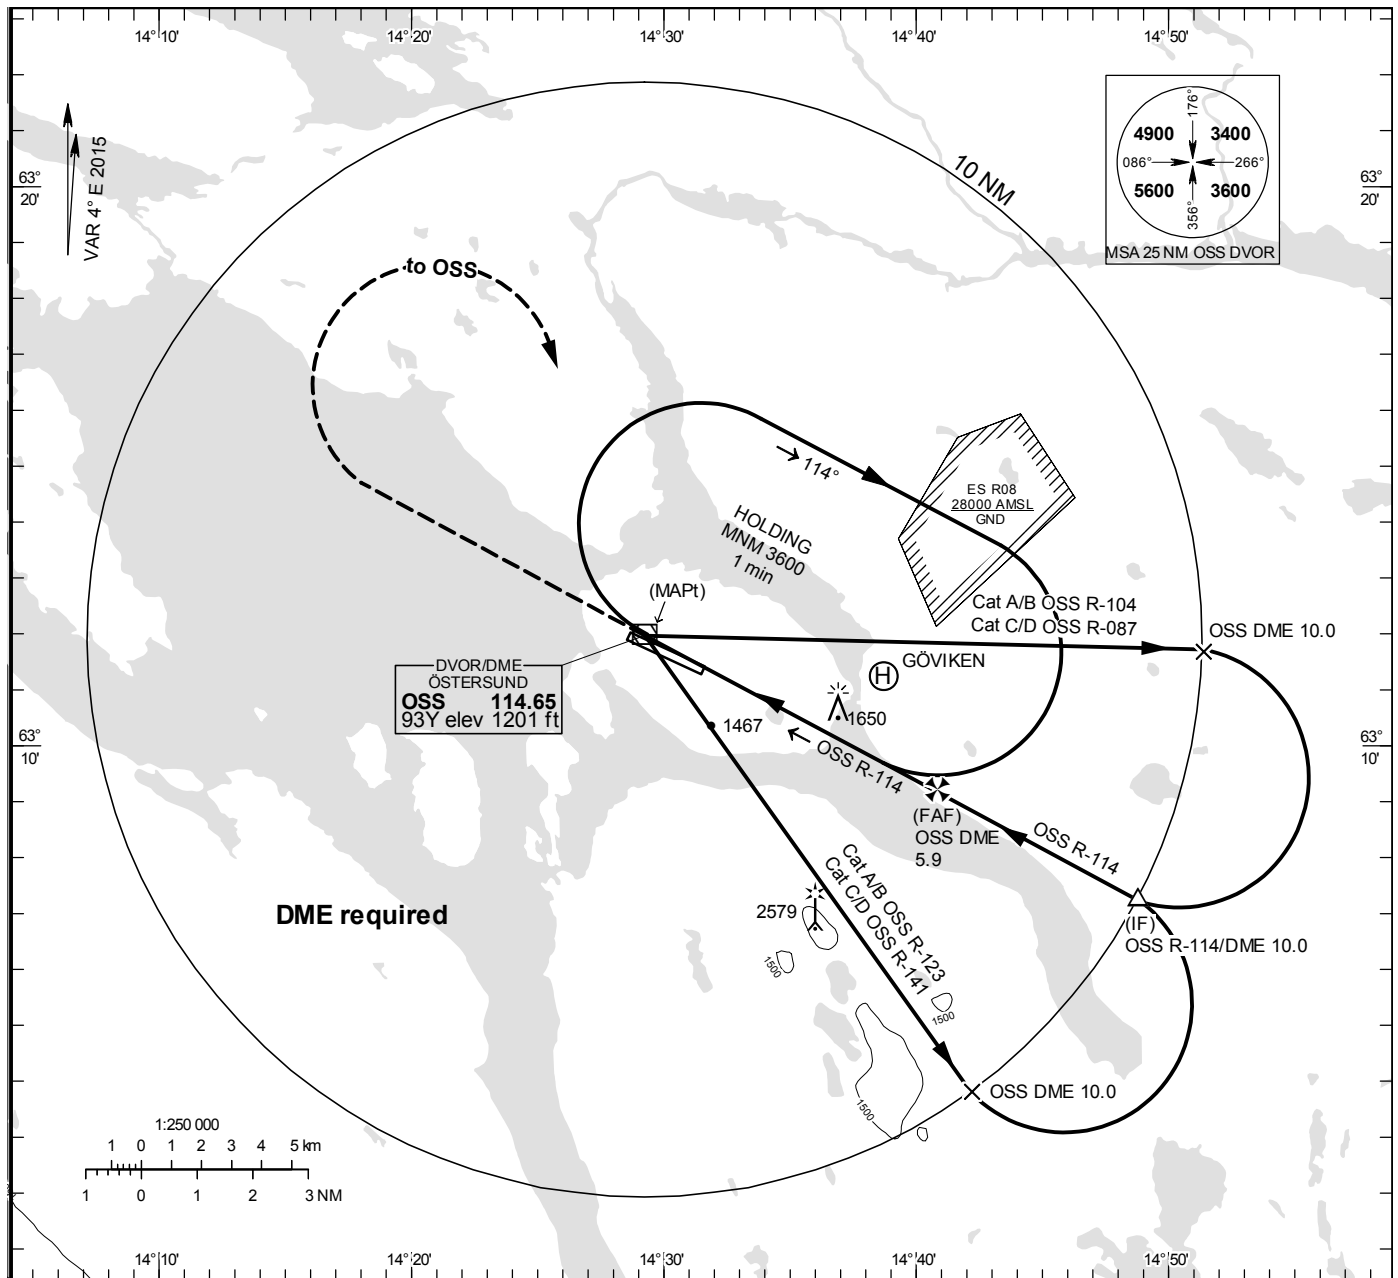 14°10'
14°20'
14°30'
14°40'
14°50'
VAR 4° E 2015
63°
20'
10 NM
176°
4900
3400
086°
266°
5600
3600
356°
MSA 25 NM OSS DVOR
63°
20'
to OSS
114°
ES R08
28000 AMSL
GND
HOLDING
MNM 3600
1 min
(MAPt)
Cat A/B OSS R-104
Cat C/D OSS R-087
OSS DME 10.0
GÖVIKEN
H
DVOR/DME
ÖSTERSUND
OSS 114.65
93Y elev 1201 ft
1650
1467
63°
10'
63°
10'
OSS R-114
(FAF)
OSS DME
5.9
OSS R-114
Cat A/B OSS R-123
Cat C/D OSS R-141
DME required
2579
(IF)
OSS R-114/DME 10.0
1500
1500
1500
OSS DME 10.0
1:250 000
1 0 1 2 3 4 5 km
1 0 1 2 3 NM
14°10'
14°20'
14°30'
14°40'
14°50'